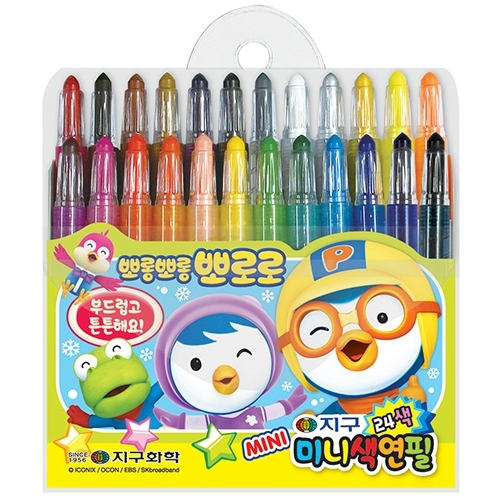 뽀롱뽀롱 뽀로로
부드럽고
튼튼해요!
P
지구 24색
MINI 미니색연필
SINCE
1956
지구화학
© ICONIX / OCON / EBS / SKbroadband